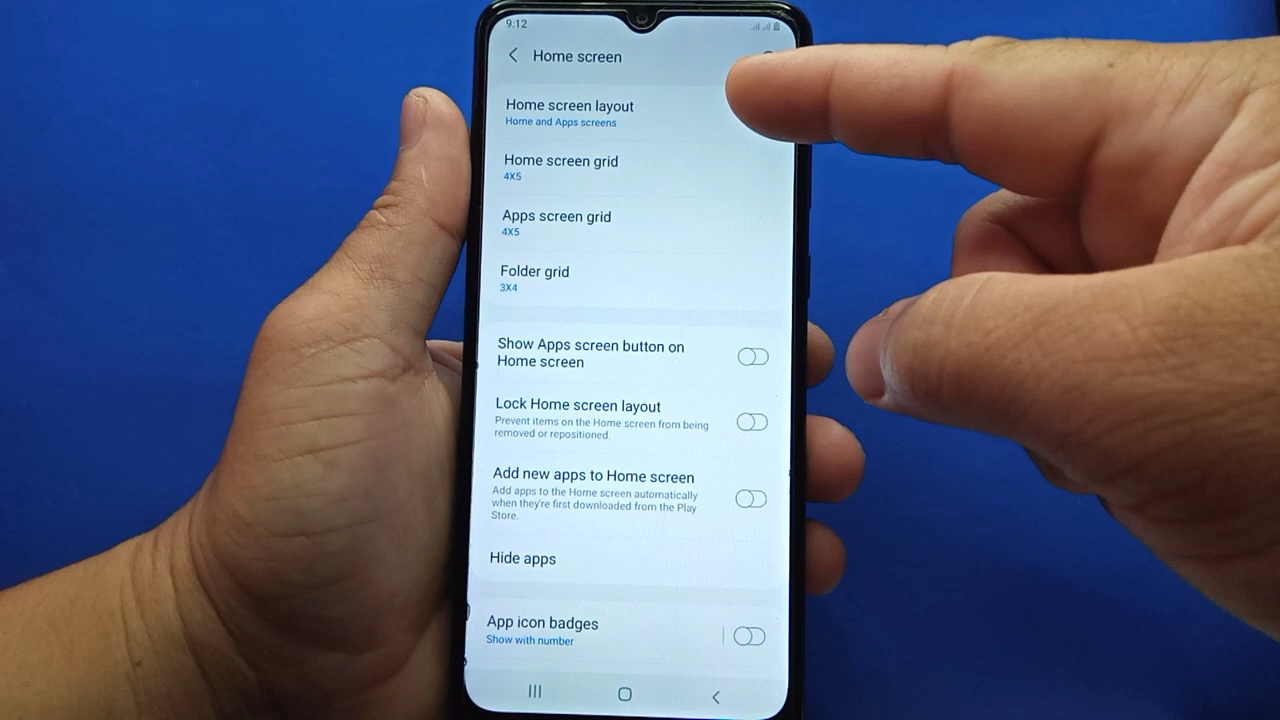 9:12
Home screen
Home screen layout
Home and Apps screens
Home screen grid
4X5
Apps screen grid
4X5
Folder grid
3X4
Show Apps screen button on
Home screen
Lock Home screen layout
Prevent items on the Home screen from being
removed or repositioned.
Add new apps to Home screen
Add apps to the Home screen automatically
when they're first downloaded from the Play
Store.
Hide apps
App icon badges
Show with number